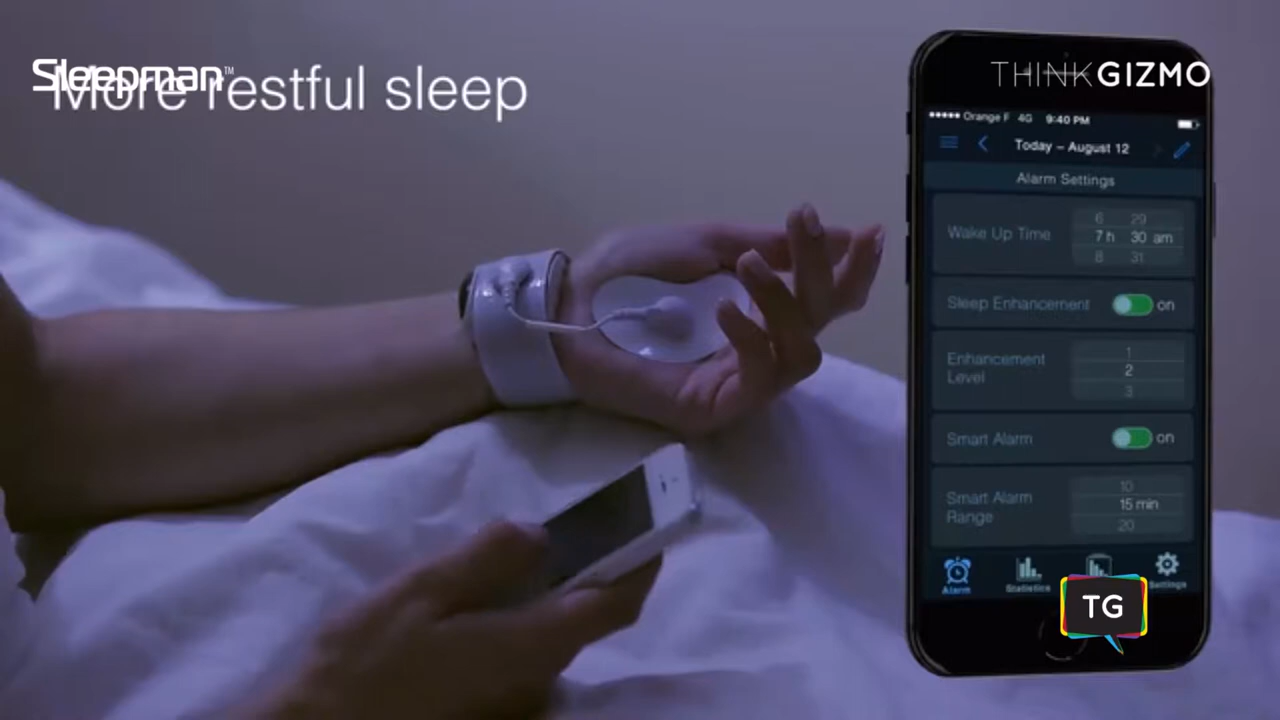 Sleepman™
More restful sleep
THINKGIZMO
Orange F 4G 9:40 PM
Today – August 12
Alarm Settings
6 29
Wake Up Time 7 h 30 am
8 31
Sleep Enhancement on
1
Enhancement
Level
2
3
Smart Alarm on
10
Smart Alarm
Range
15 min
20
Alarm Statistics Settings
TG